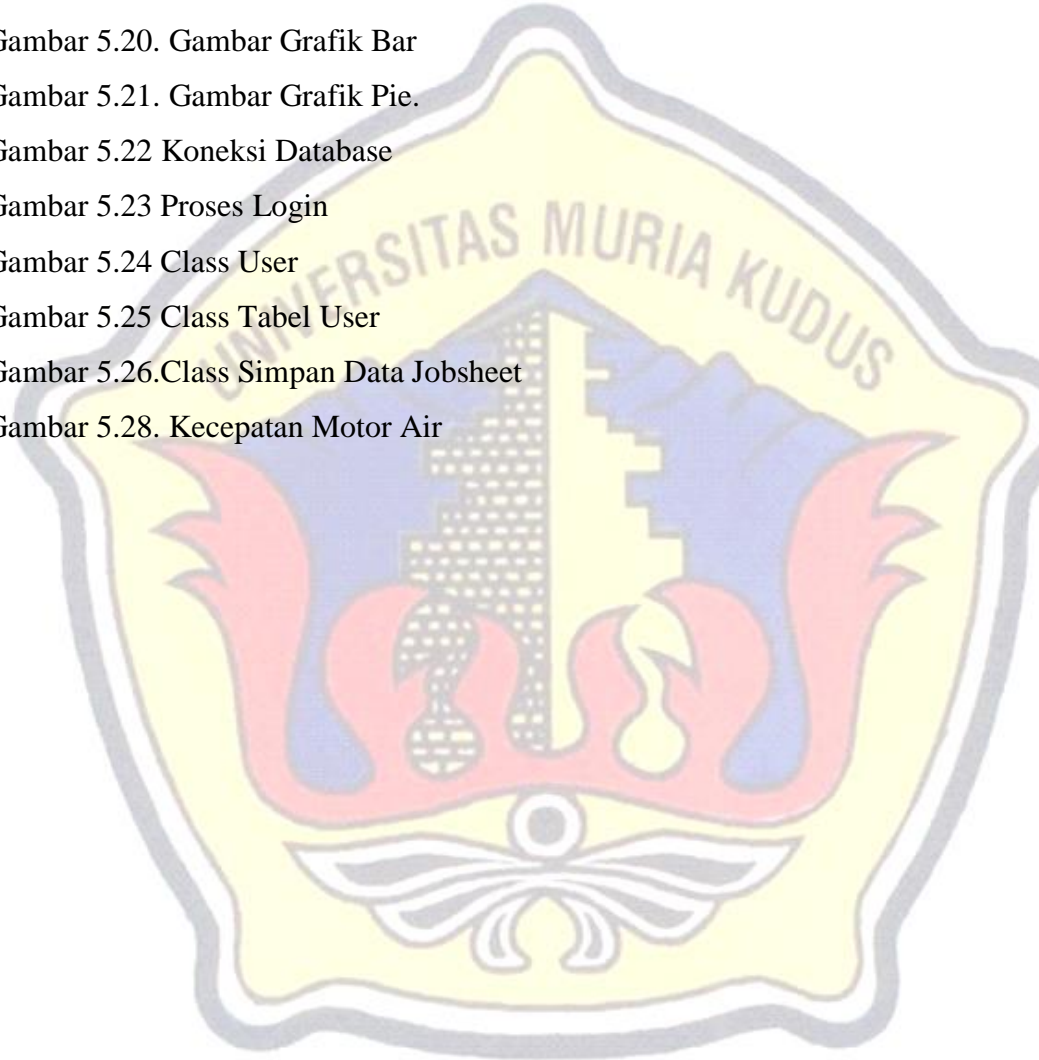 Gambar 5.20. Gambar Grafik Bar
Gambar 5.21. Gambar Grafik Pie.
Gambar 5.22 Koneksi Database
Gambar 5.23 Proses Login
Gambar 5.24 Class User
Gambar 5.25 Class Tabel User
Gambar 5.26.Class Simpan Data Jobsheet
Gambar 5.28. Kecepatan Motor Air
UNIVERSITAS MURIA KUDUS